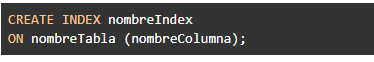 CREATE INDEX nombreIndex
ON nombreTabla (nombreColumna);